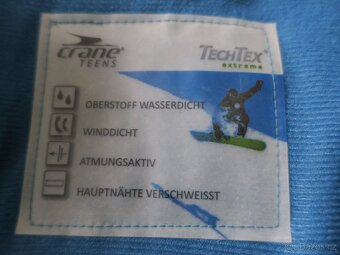 crane®
TEENS
TECHTEX®
extreme
OBERSTOFF WASSERDICHT
WINDDICHT
ATMUNGSAKTIV
HAUPTNÄHTE VERSCHWEISST